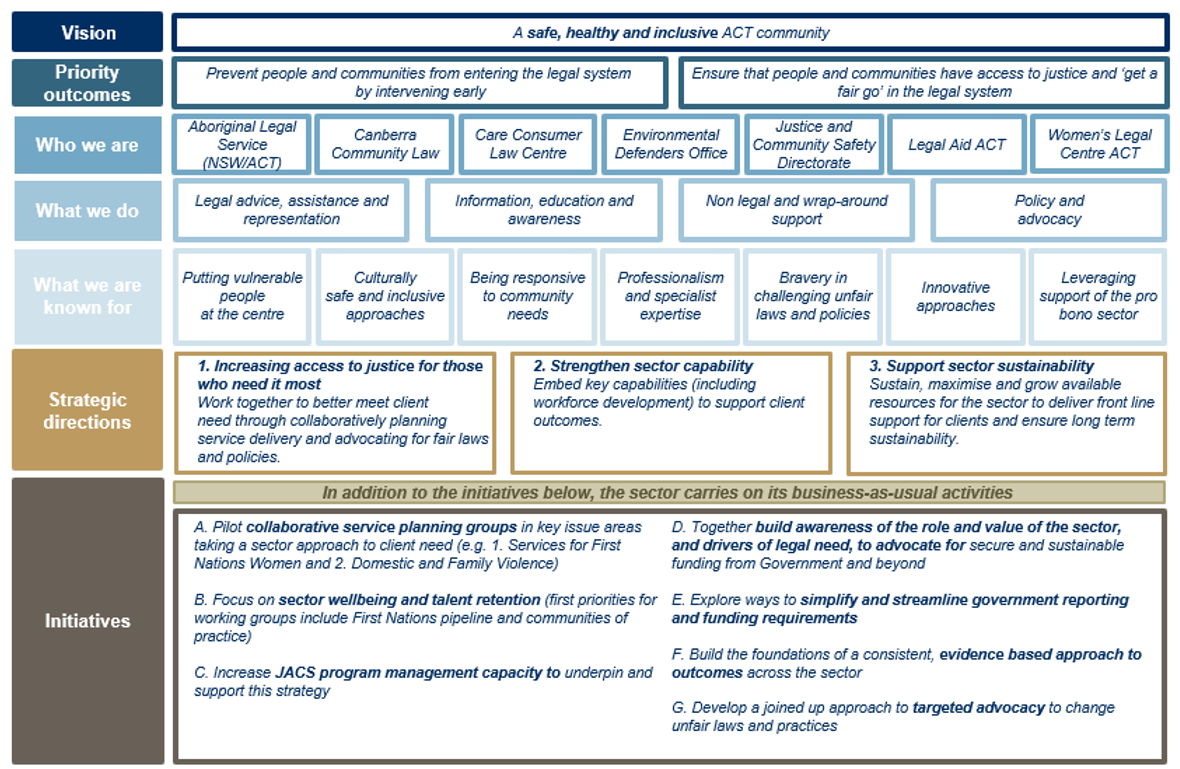 Vision
A safe, healthy and inclusive ACT community
Priority
outcomes
Prevent people and communities from entering the legal system
by intervening early
Ensure that people and communities have access to justice and ‘get a
fair go’ in the legal system
Who we are
Aboriginal Legal
Service
(NSW/ACT)
Canberra
Community Law
Care Consumer
Law Centre
Environmental
Defenders Office
Justice and
Community Safety
Directorate
Legal Aid ACT
Women’s Legal
Centre ACT
What we do
Legal advice, assistance and
representation
Information, education and
awareness
Non legal and wrap-around
support
Policy and
advocacy
What we are
known for
Putting vulnerable
people
at the centre
Culturally
safe and inclusive
approaches
Being responsive
to community
needs
Professionalism
and specialist
expertise
Bravery in
challenging unfair
laws and policies
Innovative
approaches
Leveraging
support of the pro
bono sector
Strategic
directions
1. Increasing access to justice for those
who need it most
Work together to better meet client
need through collaboratively planning
service delivery and advocating for fair laws
and policies.
2. Strengthen sector capability
Embed key capabilities (including
workforce development) to support client
outcomes.
3. Support sector sustainability
Sustain, maximise and grow available
resources for the sector to deliver front line
support for clients and ensure long term
sustainability.
Initiatives
In addition to the initiatives below, the sector carries on its business-as-usual activities
A. Pilot collaborative service planning groups in key issue areas
taking a sector approach to client need (e.g. 1. Services for First
Nations Women and 2. Domestic and Family Violence)
B. Focus on sector wellbeing and talent retention (first priorities for
working groups include First Nations pipeline and communities of
practice)
C. Increase JACS program management capacity to underpin and
support this strategy
D. Together build awareness of the role and value of the sector,
and drivers of legal need, to advocate for secure and sustainable
funding from Government and beyond
E. Explore ways to simplify and streamline government reporting
and funding requirements
F. Build the foundations of a consistent, evidence based approach to
outcomes across the sector
G. Develop a joined up approach to targeted advocacy to change
unfair laws and practices